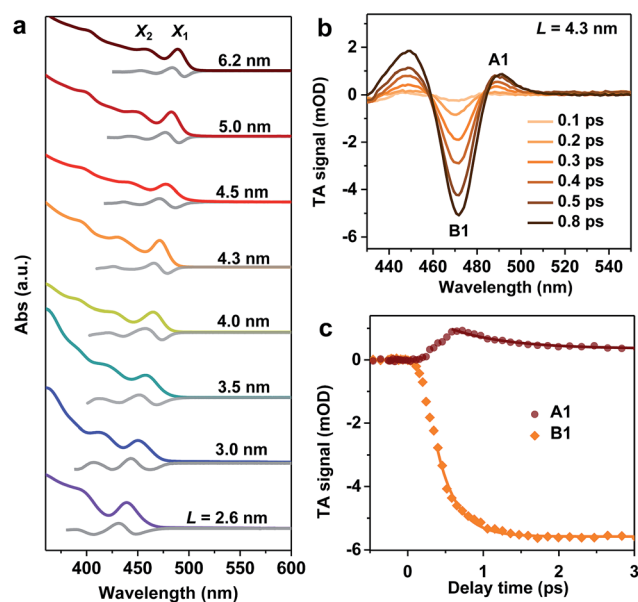 a
X₂ X₁
6.2 nm
5.0 nm
4.5 nm
4.3 nm
4.0 nm
3.5 nm
3.0 nm
L = 2.6 nm
Abs (a.u.)
400 450 500 550 600
Wavelength (nm)
b
L = 4.3 nm
A1
B1
0.1 ps
0.2 ps
0.3 ps
0.4 ps
0.5 ps
0.8 ps
2
0
-2
-4
-6
TA signal (mOD)
440 460 480 500 520 540
Wavelength (nm)
c
A1
B1
2
0
-2
-4
-6
TA signal (mOD)
0 1 2 3
Delay time (ps)